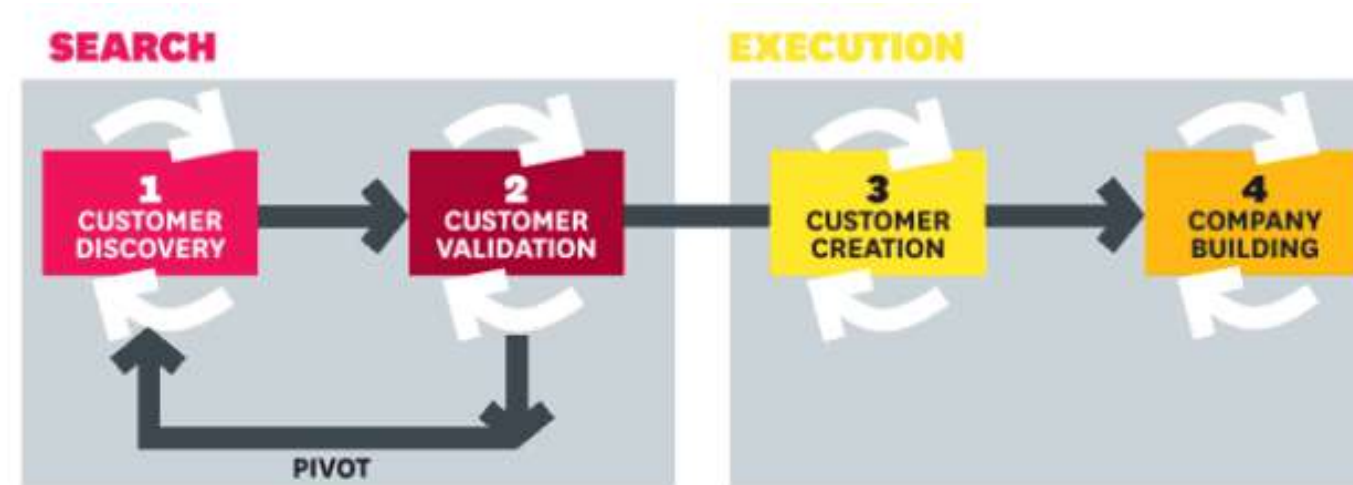 SEARCH
EXECUTION
1
CUSTOMER
DISCOVERY
2
CUSTOMER
VALIDATION
3
CUSTOMER
CREATION
4
COMPANY
BUILDING
PIVOT